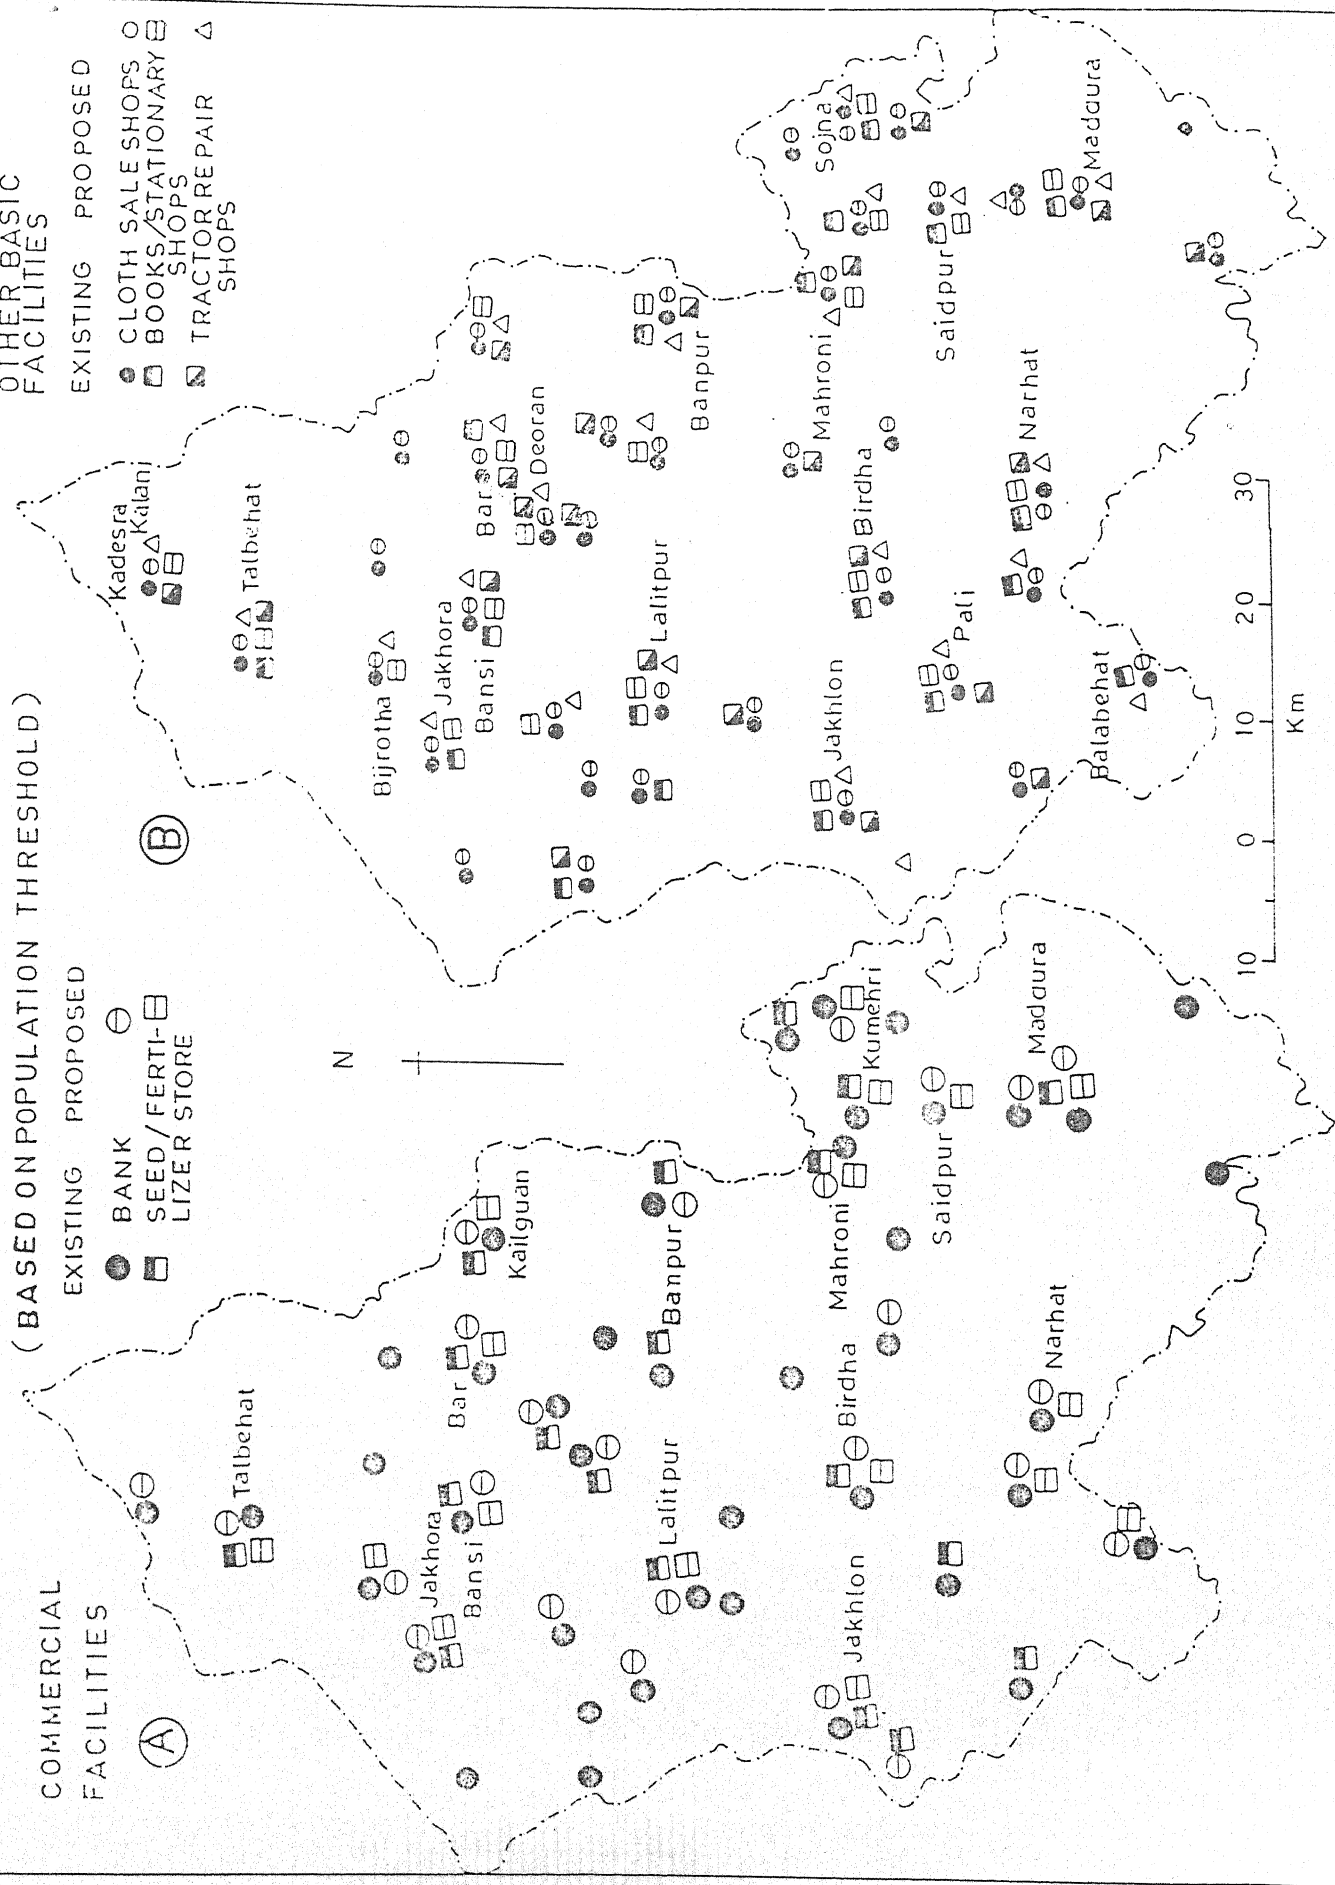 (BASED ON POPULATION THRESHOLD)
COMMERCIAL
FACILITIES
A
EXISTING PROPOSED
BANK
SEED/FERTI-
LIZER STORE
N
Talbehat
Jakhora
Bansi
Bar
Kailguan
Lalitpur
Banpur
Jakhlon
Birdha
Mahroni
Kumehri
Saidpur
Narhat
Madaura
OTHER BASIC
FACILITIES
B
EXISTING PROPOSED
CLOTH SALE SHOPS
BOOKS/STATIONARY
SHOPS
TRACTOR REPAIR
SHOPS
Kadesra
Kalan
Talbehat
Bijrotha
Jakhora
Bansi
Bar
Deoran
Lalitpur
Banpur
Jakhlon
Birdha
Mahroni
Sojna
Pali
Saidpur
Narhat
Madaura
Balabehat
10 0 10 20 30
Km